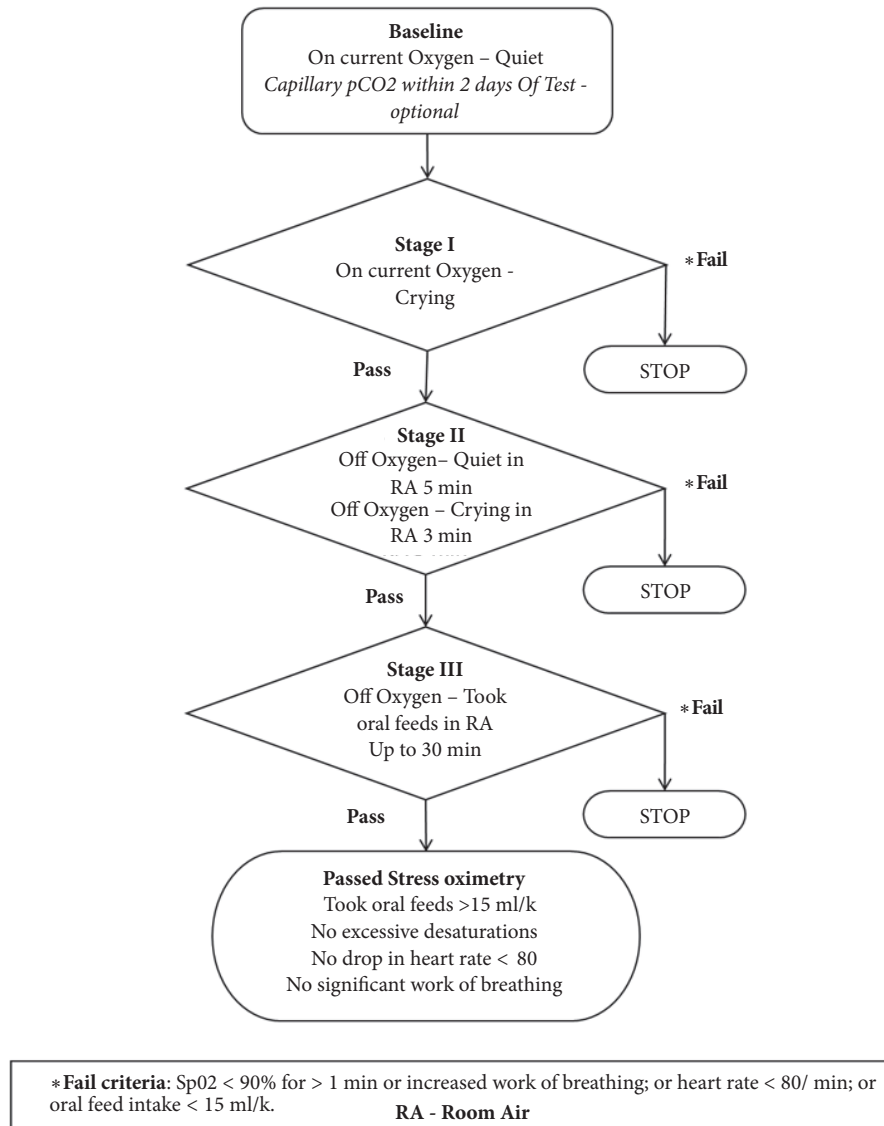 Baseline
On current Oxygen – Quiet
Capillary pCO2 within 2 days Of Test -
optional
Stage I
On current Oxygen -
Crying
*Fail
STOP
Pass
Stage II
Off Oxygen– Quiet in
RA 5 min
Off Oxygen – Crying in
RA 3 min
*Fail
STOP
Pass
Stage III
Off Oxygen – Took
oral feeds in RA
Up to 30 min
*Fail
STOP
Pass
Passed Stress oximetry
Took oral feeds >15 ml/k
No excessive desaturations
No drop in heart rate < 80
No significant work of breathing
*Fail criteria: Sp02 < 90% for > 1 min or increased work of breathing; or heart rate < 80/ min; or
oral feed intake < 15 ml/k.
RA - Room Air